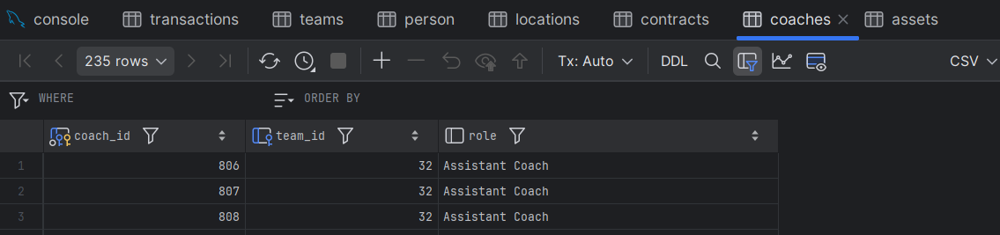 console transactions teams person locations contracts coaches assets
235 rows Tx: Auto DDL CSV
WHERE ORDER BY
coach_id team_id role
1 806 32 Assistant Coach
2 807 32 Assistant Coach
3 808 32 Assistant Coach